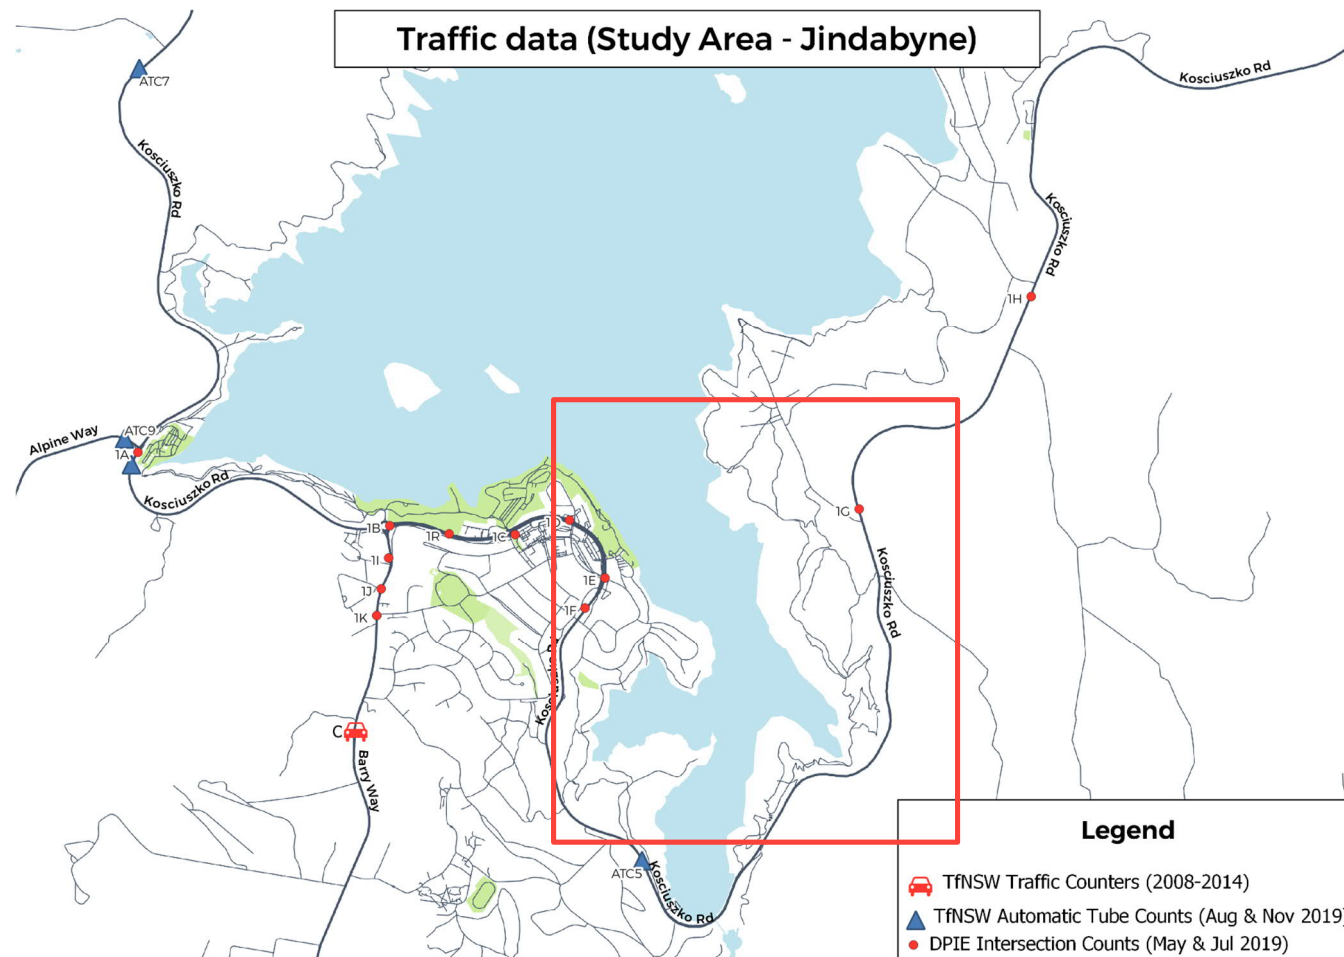 Traffic data (Study Area - Jindabyne)
Kosciuszko Rd
ATC7
Kosciuszko Rd
Kosciuszko Rd
1H
ATC9
Alpine Way
1A
Kosciuszko Rd
1B
1R
1C
1D
1G
1I
1E
1J
1F
1K
Kosciuszko Rd
Kosciuszko Rd
C
Barry Way
ATC5
Kosciuszko Rd
Legend
TfNSW Traffic Counters (2008-2014)
TfNSW Automatic Tube Counts (Aug & Nov 2019)
DPIE Intersection Counts (May & Jul 2019)